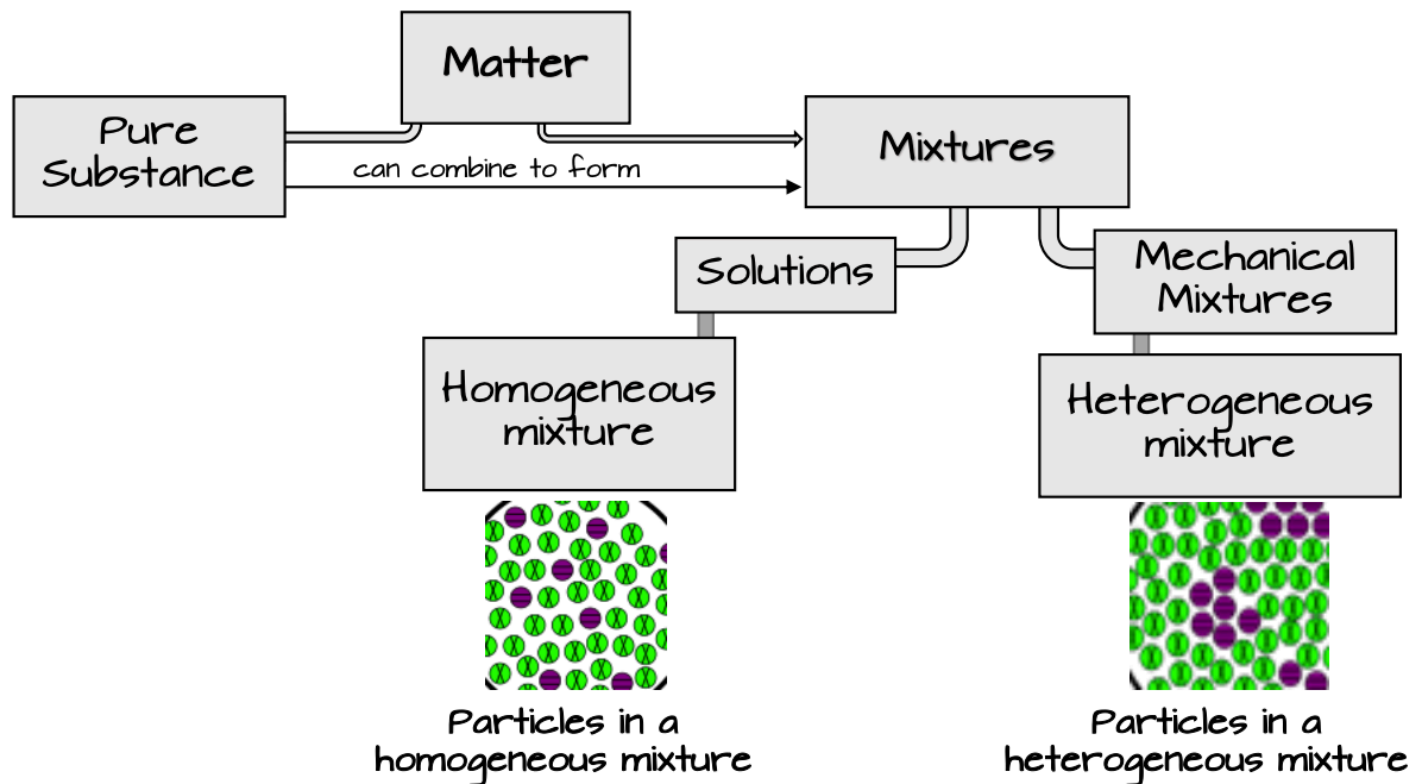 Matter
Pure
Substance
can combine to form
Mixtures
Solutions
Mechanical
Mixtures
Homogeneous
mixture
Heterogeneous
mixture
Particles in a
homogeneous mixture
Particles in a
heterogeneous mixture